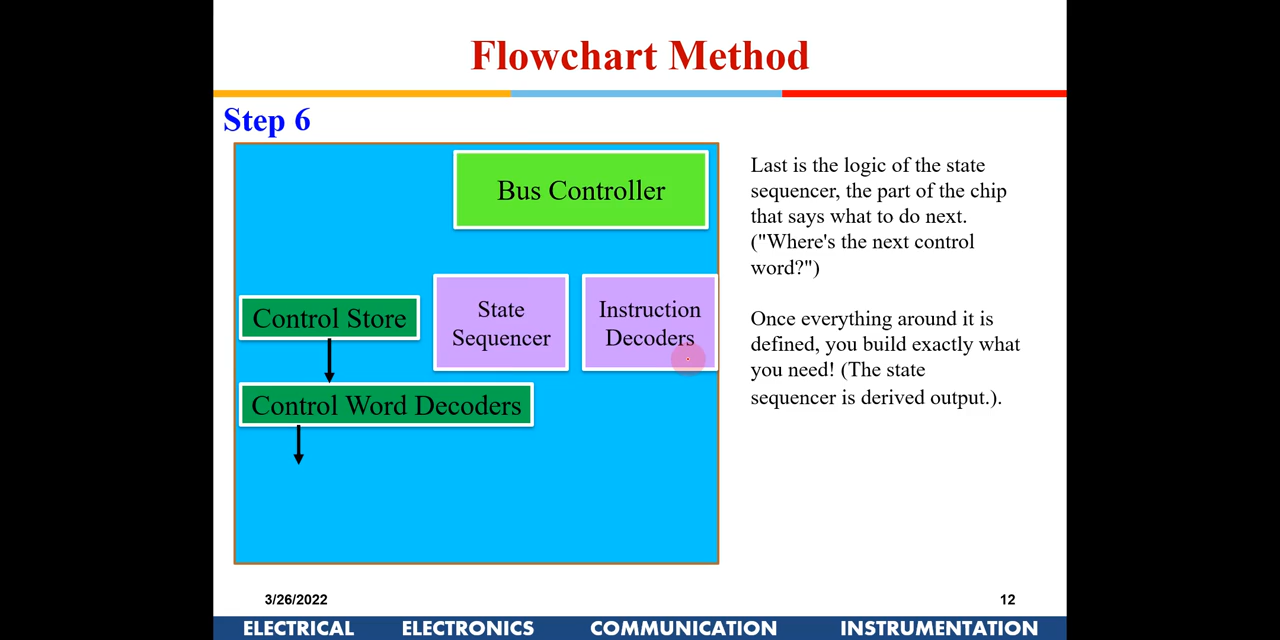 Flowchart Method
Step 6
Bus Controller
Control Store
State
Sequencer
Instruction
Decoders
Control Word Decoders
Last is the logic of the state
sequencer, the part of the chip
that says what to do next.
("Where's the next control
word?")
Once everything around it is
defined, you build exactly what
you need! (The state
sequencer is derived output.).
3/26/2022
12
ELECTRICAL ELECTRONICS COMMUNICATION INSTRUMENTATION